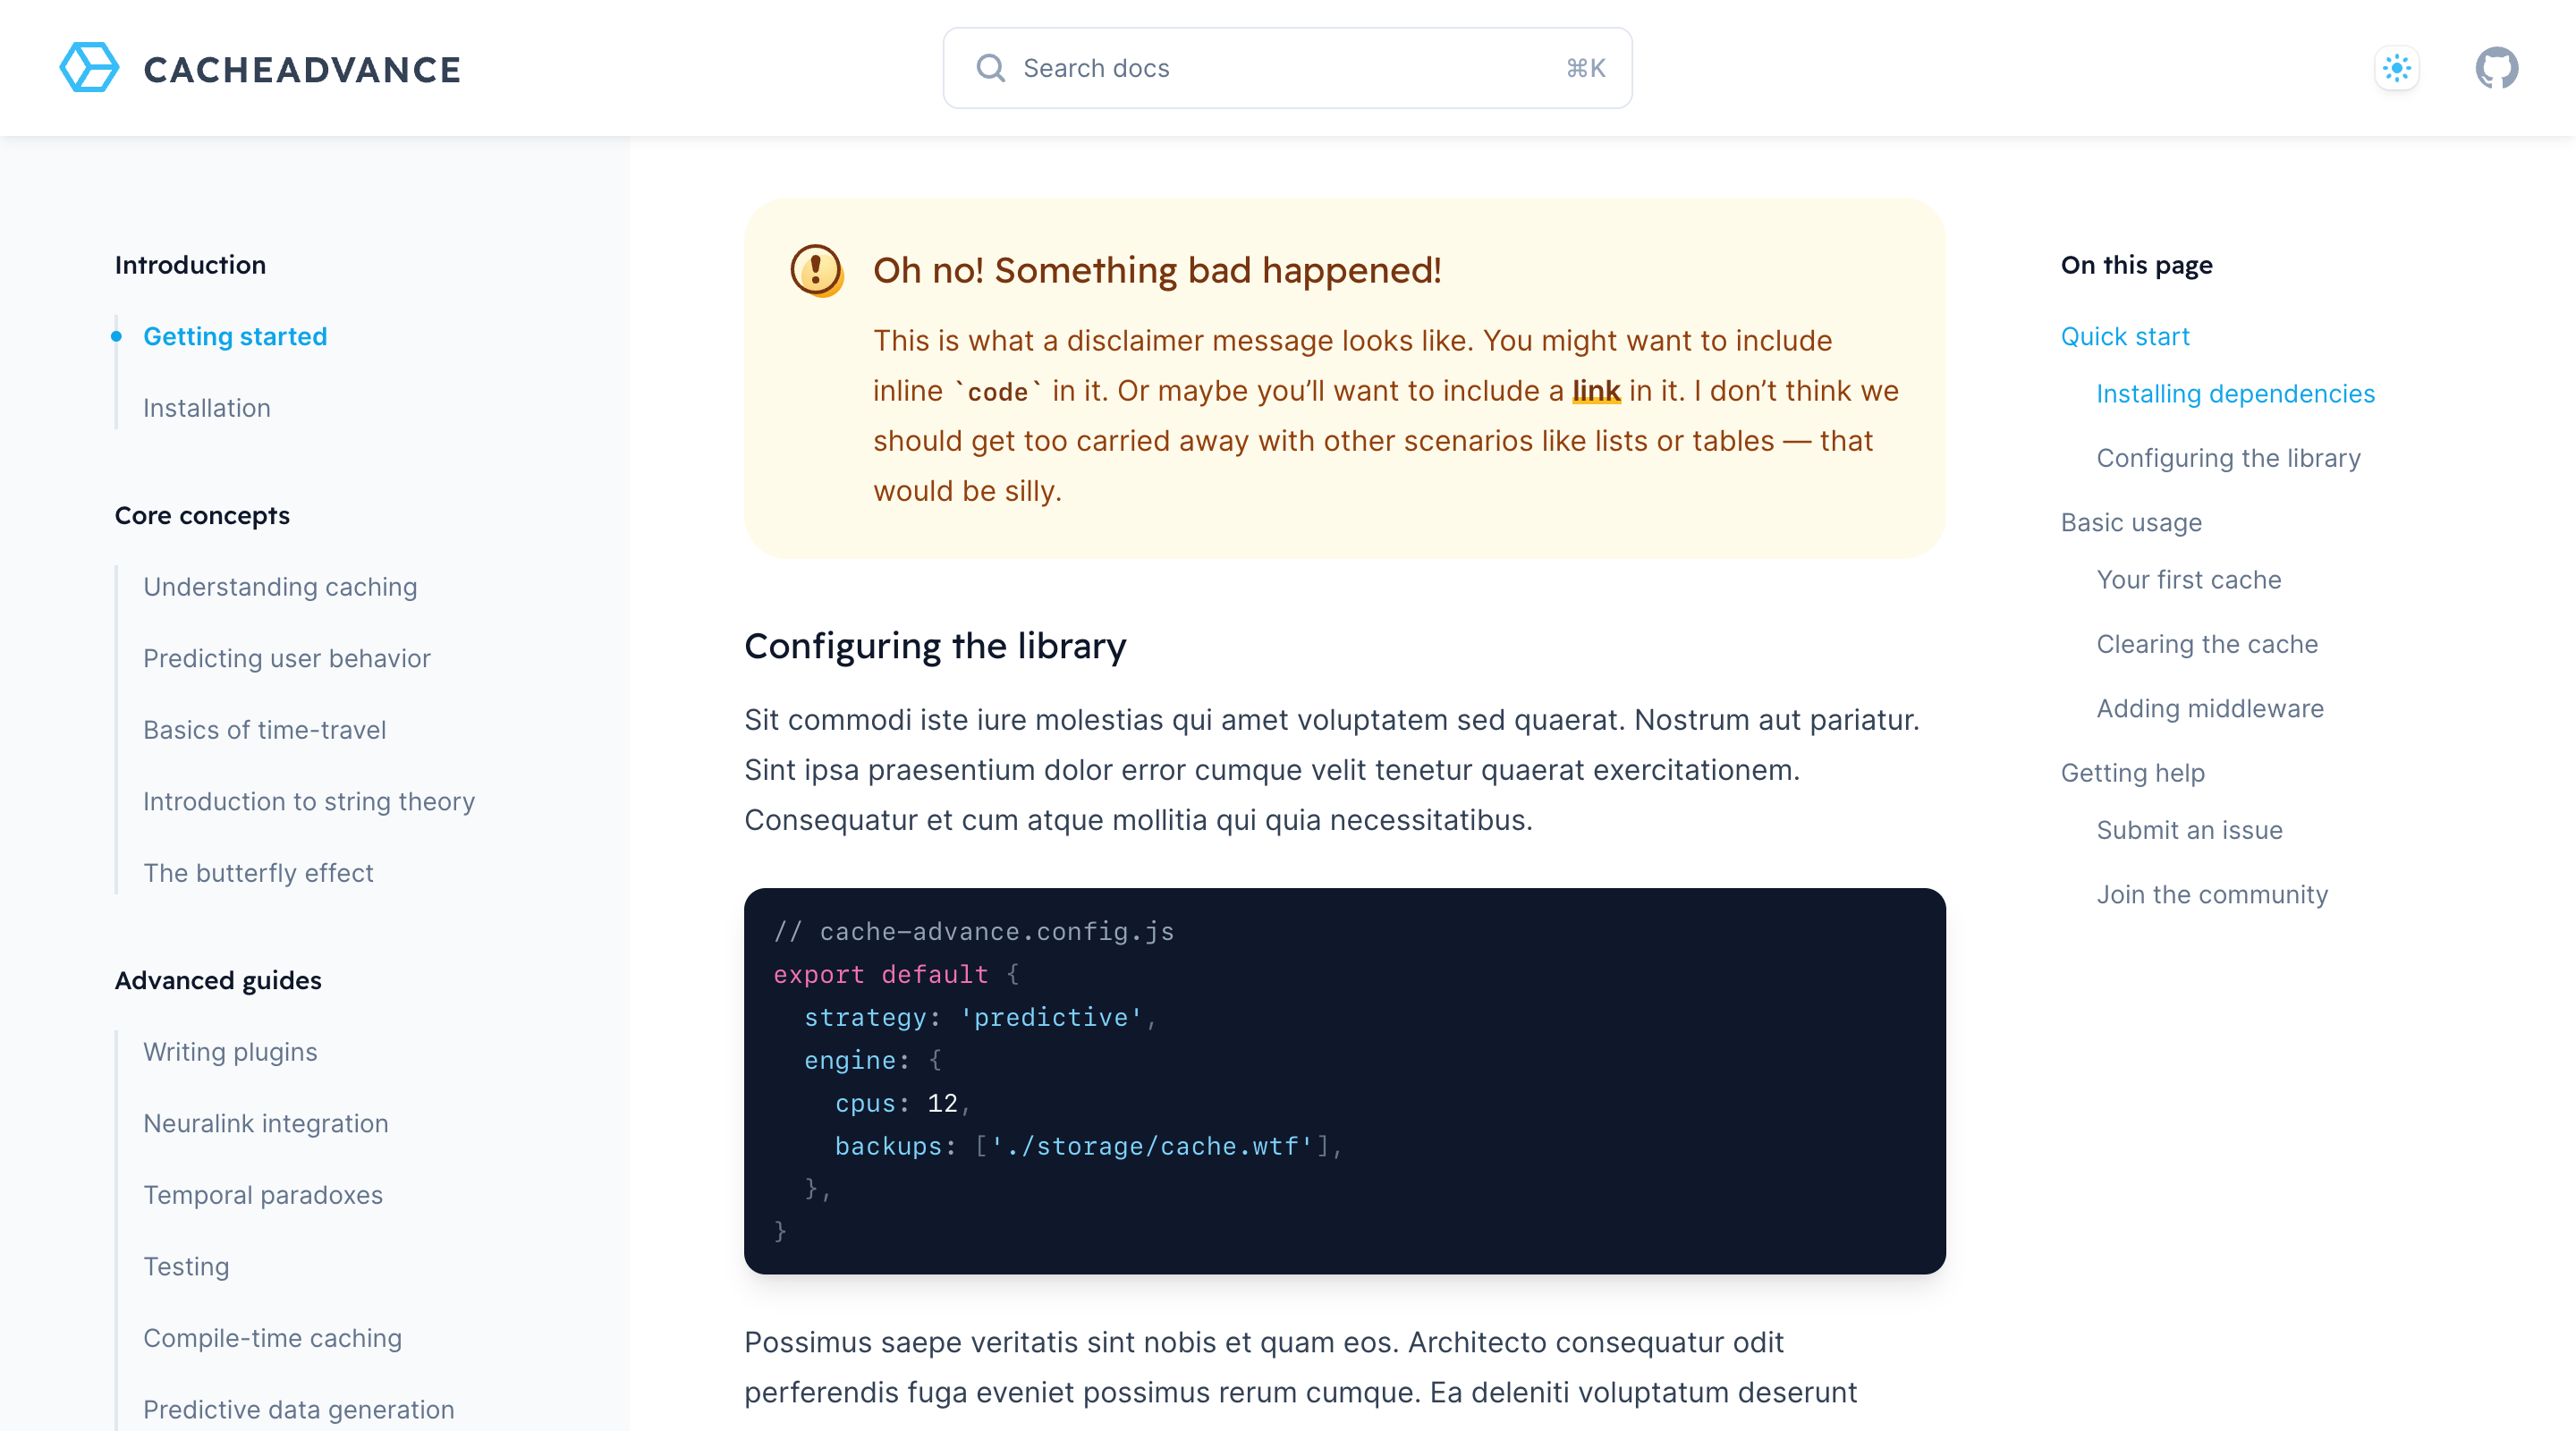 CACHEADVANCE
Search docs
⌘K
Introduction
Getting started
Installation
Core concepts
Understanding caching
Predicting user behavior
Basics of time-travel
Introduction to string theory
The butterfly effect
Advanced guides
Writing plugins
Neuralink integration
Temporal paradoxes
Testing
Compile-time caching
Predictive data generation
Oh no! Something bad happened!
This is what a disclaimer message looks like. You might want to include
inline `code` in it. Or maybe you’ll want to include a link in it. I don’t think we
should get too carried away with other scenarios like lists or tables — that
would be silly.
Configuring the library
Sit commodi iste iure molestias qui amet voluptatem sed quaerat. Nostrum aut pariatur.
Sint ipsa praesentium dolor error cumque velit tenetur quaerat exercitationem.
Consequatur et cum atque mollitia qui quia necessitatibus.
// cache-advance.config.js
export default {
  strategy: 'predictive',
  engine: {
    cpus: 12,
    backups: ['./storage/cache.wtf'],
  },
}
Possimus saepe veritatis sint nobis et quam eos. Architecto consequatur odit
perferendis fuga eveniet possimus rerum cumque. Ea deleniti voluptatum deserunt
On this page
Quick start
Installing dependencies
Configuring the library
Basic usage
Your first cache
Clearing the cache
Adding middleware
Getting help
Submit an issue
Join the community